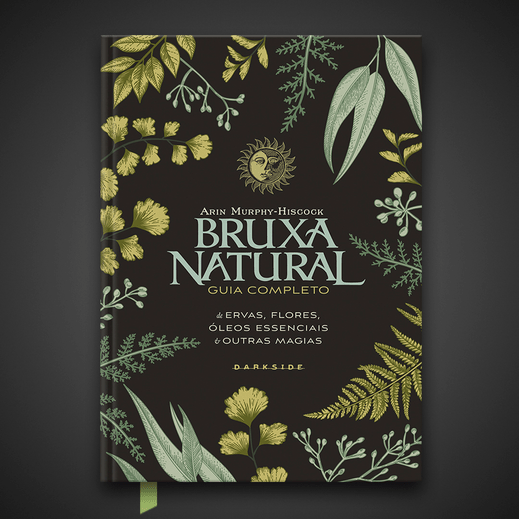 Arin Murphy-Hiscock
BRUXA
NATURAL
GUIA COMPLETO
de ERVAS, FLORES,
ÓLEOS ESSENCIAIS
& OUTRAS MAGIAS
DARKSIDE